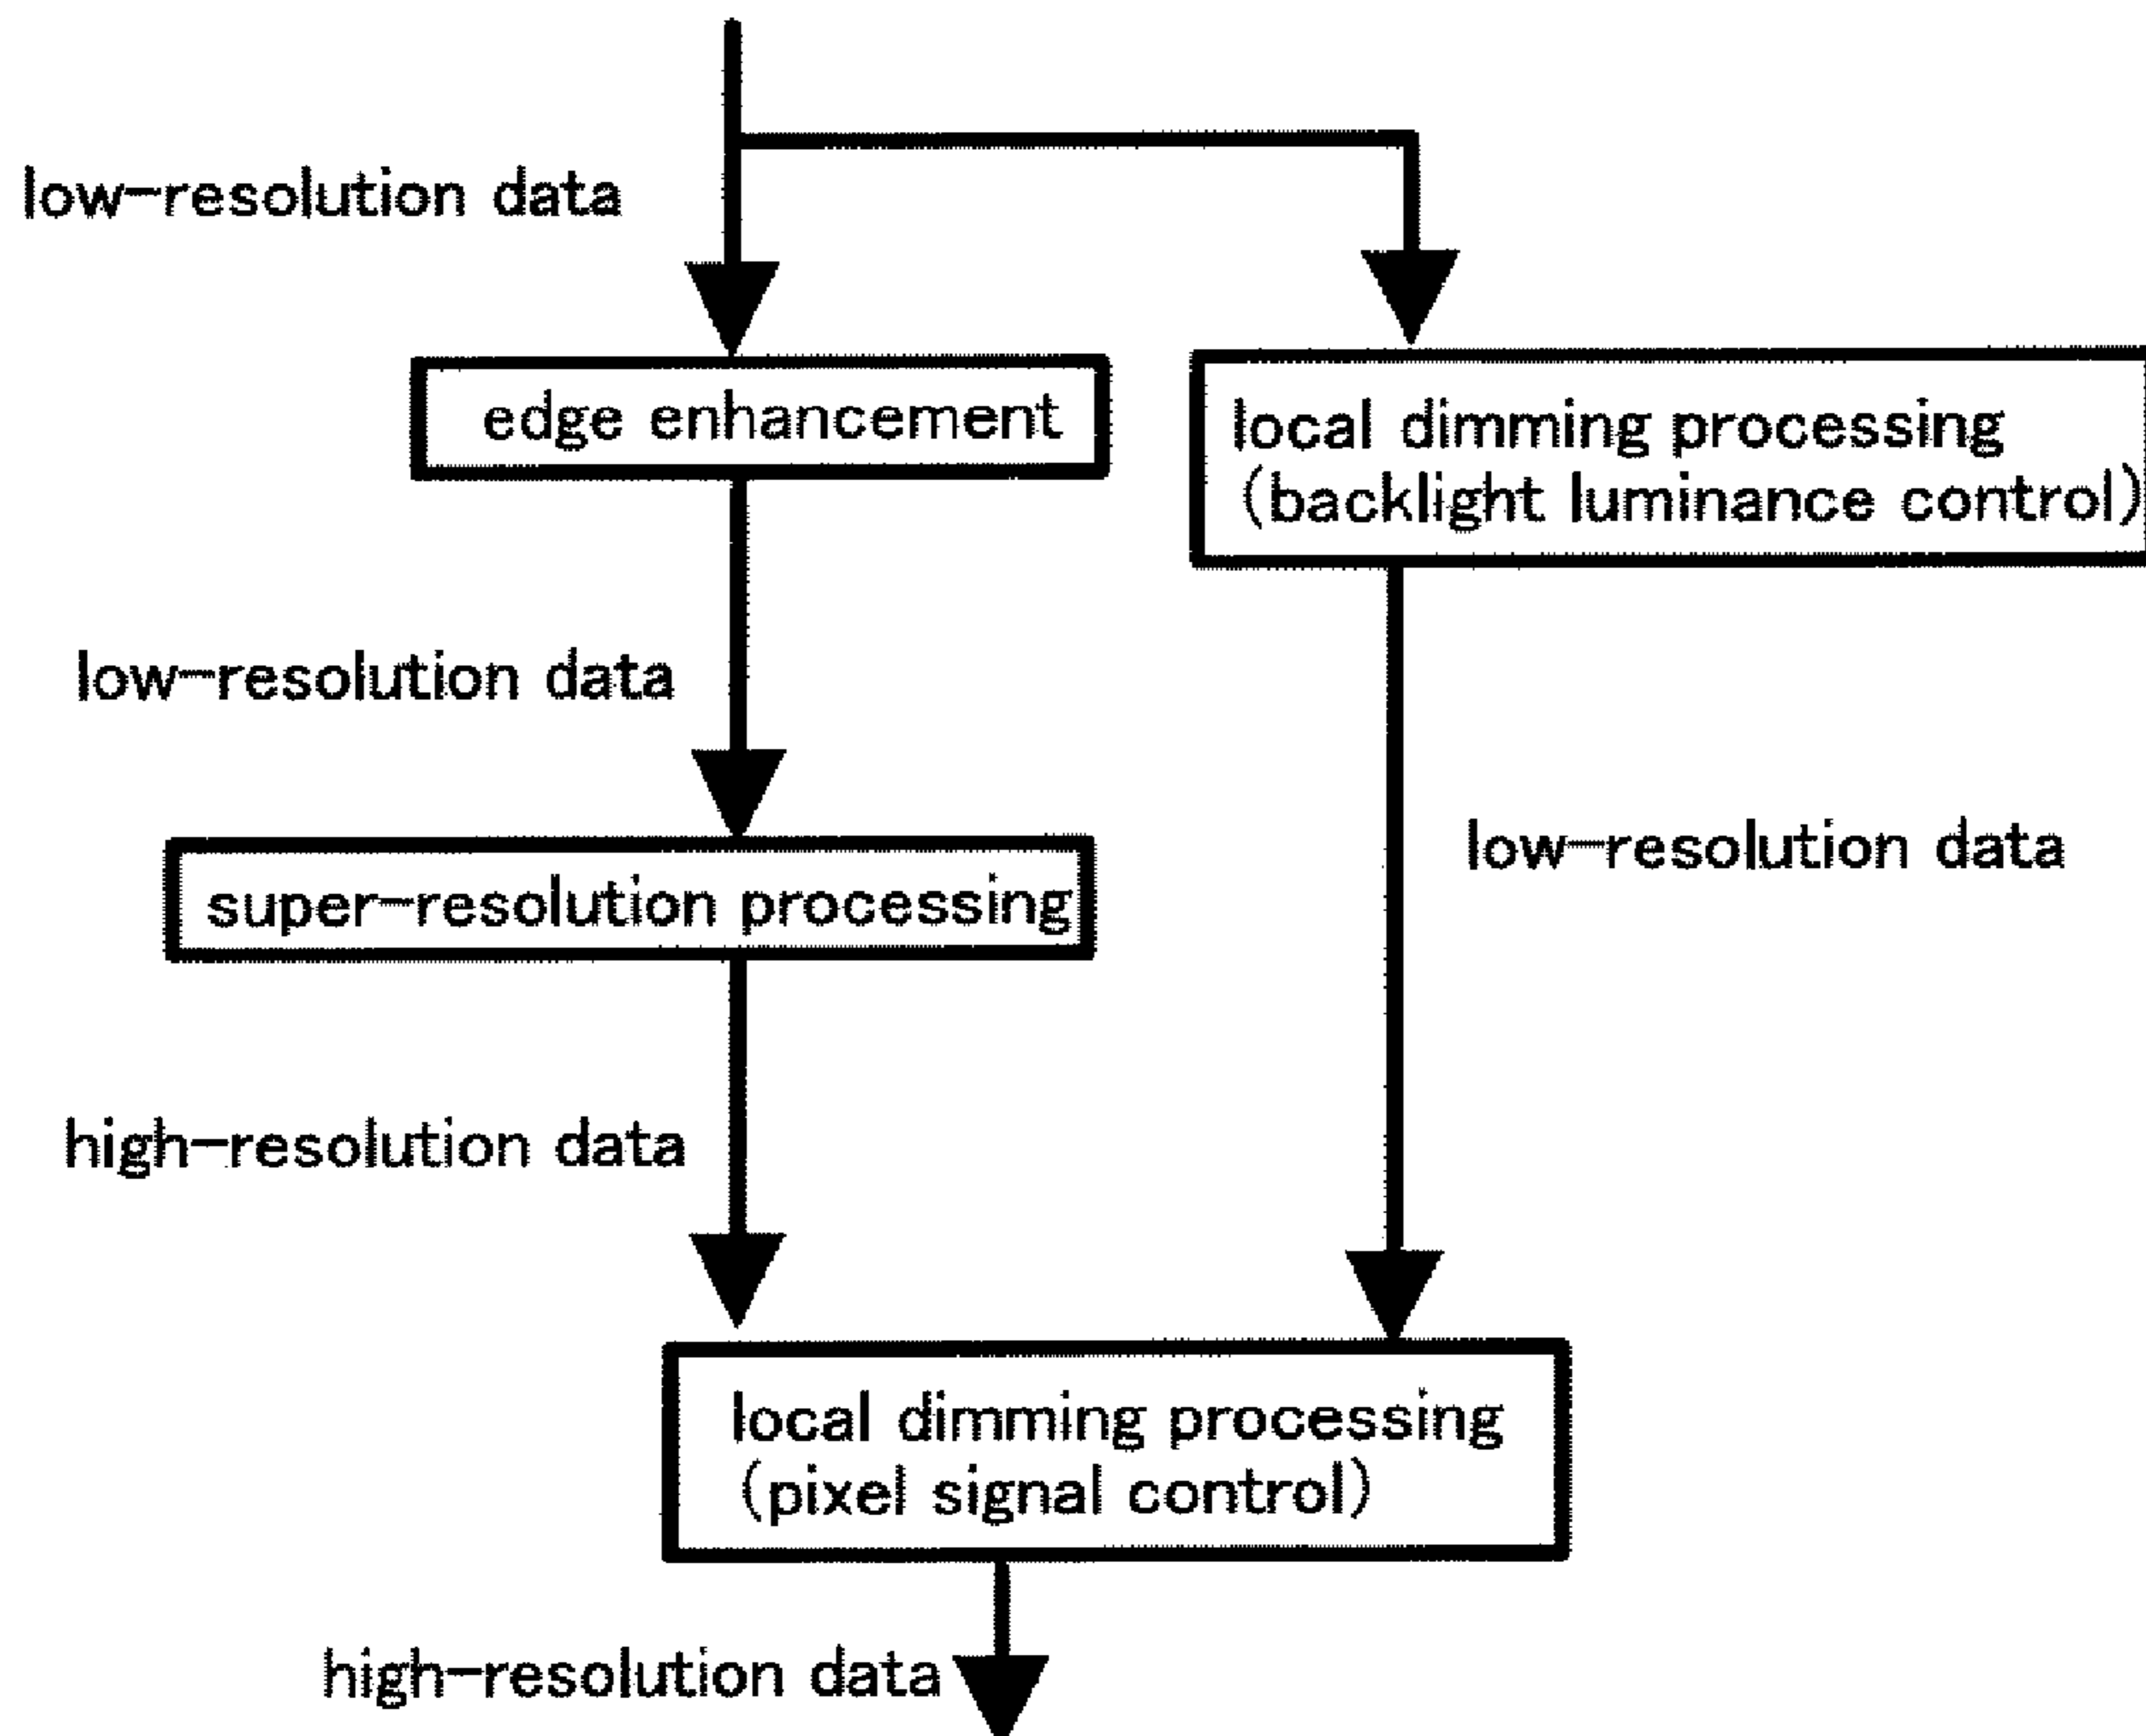 low-resolution data
edge enhancement
local dimming processing
(backlight luminance control)
low-resolution data
low-resolution data
super-resolution processing
high-resolution data
local dimming processing
(pixel signal control)
high-resolution data